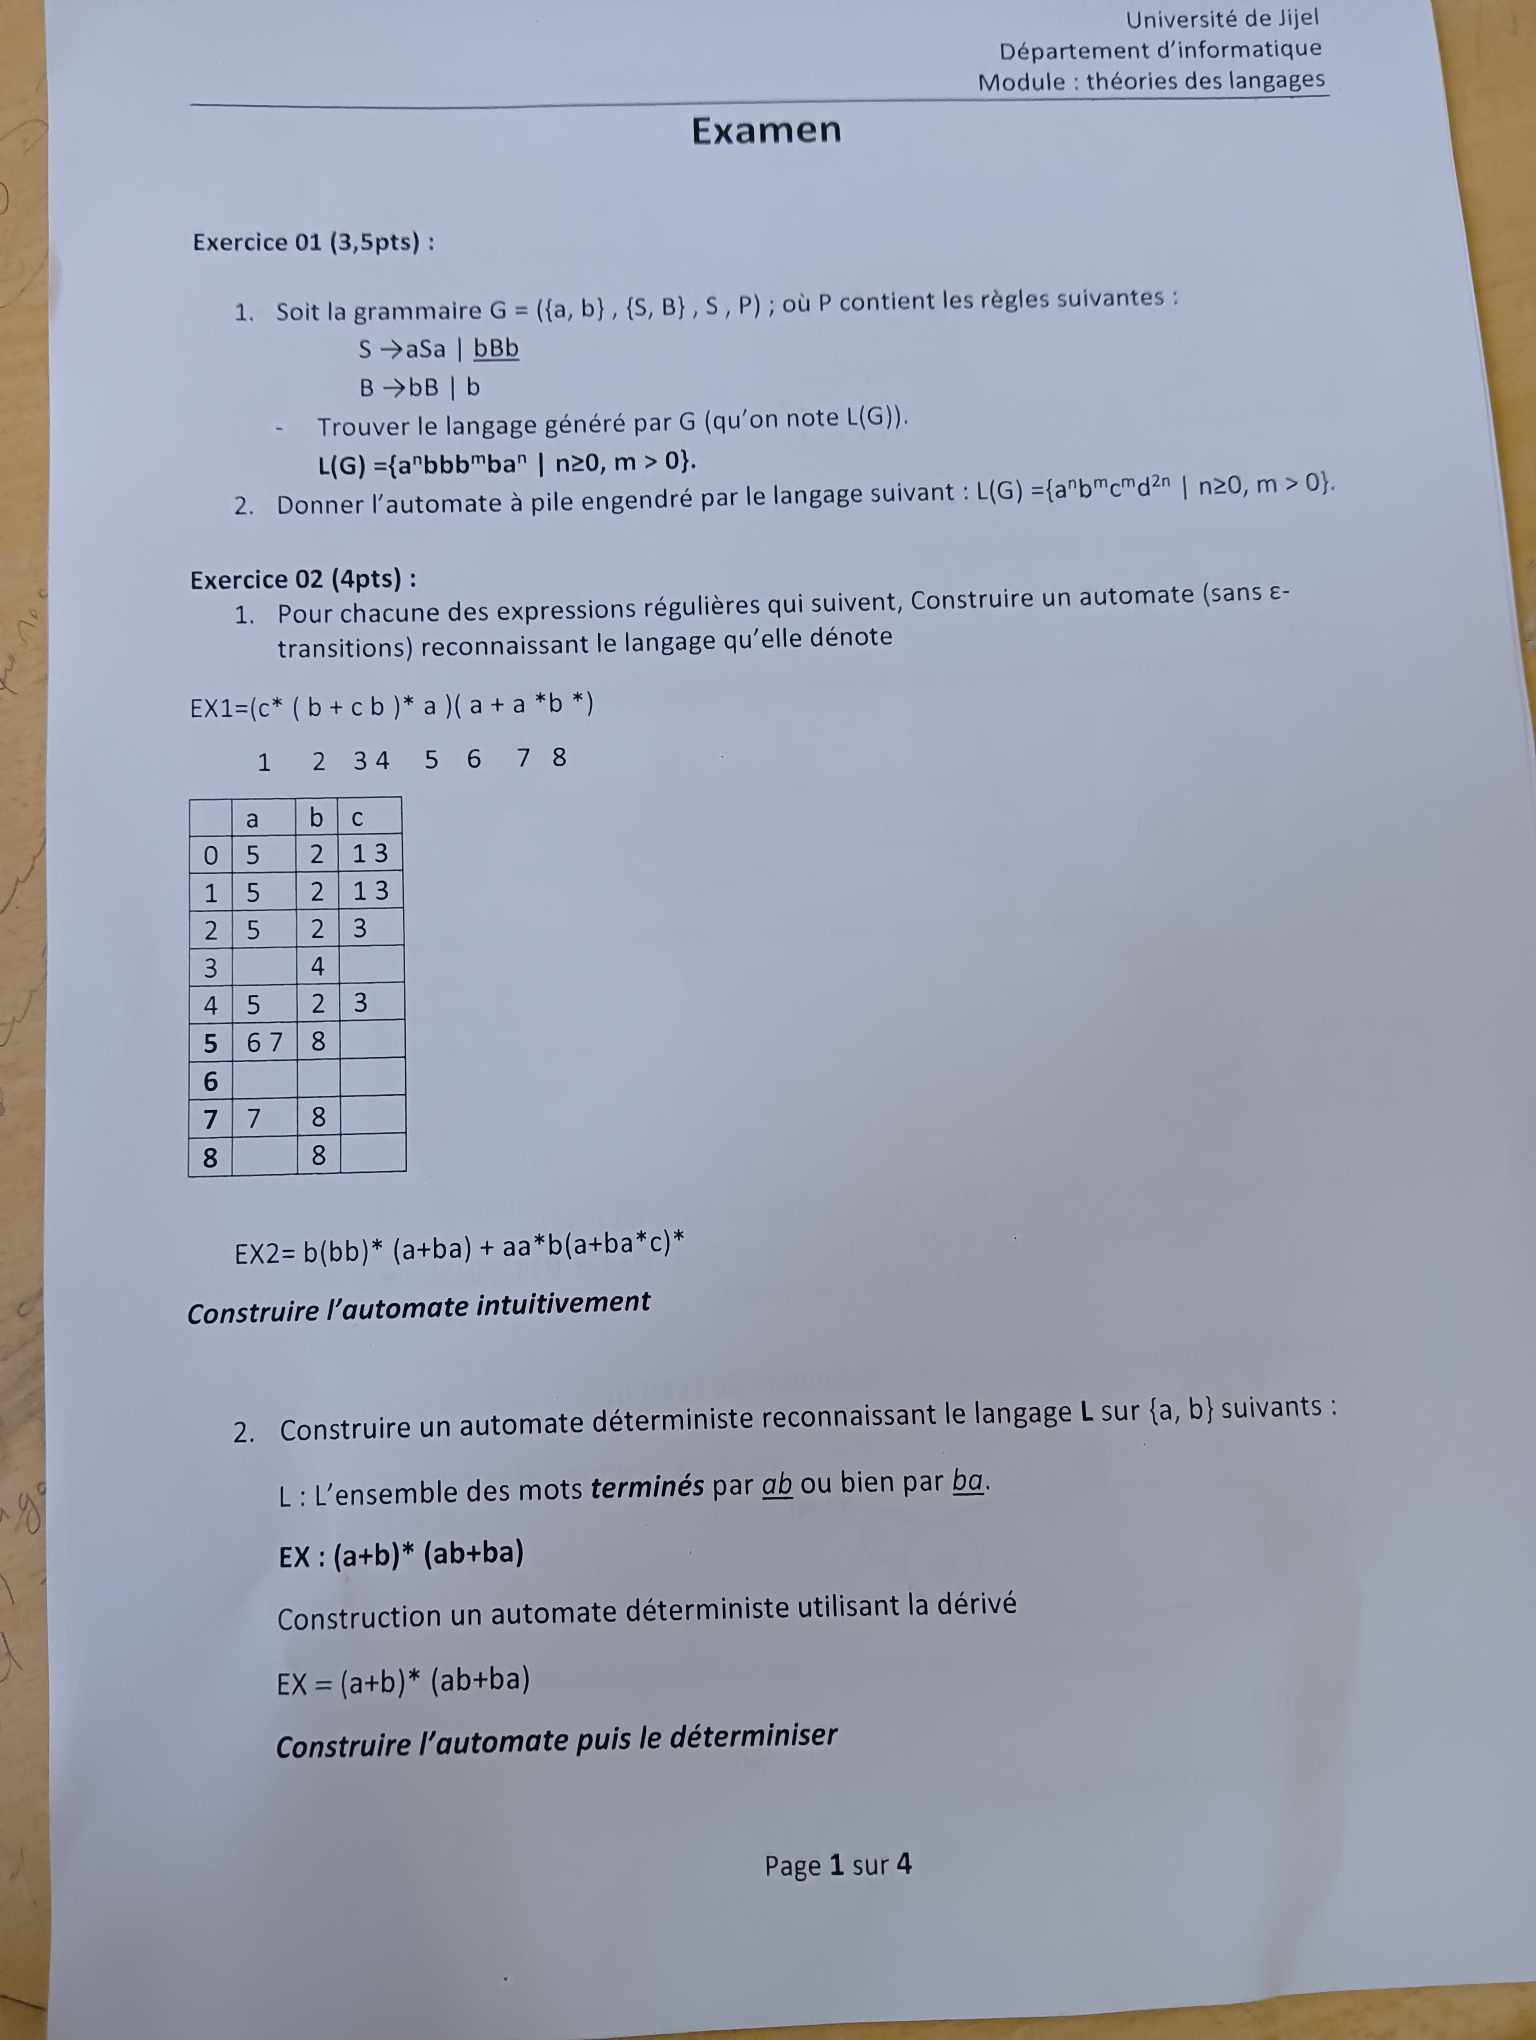 Université de Jijel
Département d'informatique
Module : théories des langages
Examen
Exercice 01 (3,5pts) :
1. Soit la grammaire G = ({a, b} , {S, B} , S , P) ; où P contient les règles suivantes :
S →aSa | bBb
B →bB | b
- Trouver le langage généré par G (qu'on note L(G)).
L(G) ={aⁿbbbᵐbaⁿ | n≥0, m > 0}.
2. Donner l'automate à pile engendré par le langage suivant : L(G) ={aⁿbᵐcᵐd²ⁿ | n≥0, m > 0}.
Exercice 02 (4pts) :
1. Pour chacune des expressions régulières qui suivent, Construire un automate (sans ε-
transitions) reconnaissant le langage qu'elle dénote
EX1=(c* ( b + c b )* a )( a + a *b *)
1 2 3 4 5 6 7 8
a b c
0 5 2 1 3
1 5 2 1 3
2 5 2 3
3 4
4 5 2 3
5 6 7 8
6
7 7 8
8 8
EX2= b(bb)* (a+ba) + aa*b(a+ba*c)*
Construire l'automate intuitivement
2. Construire un automate déterministe reconnaissant le langage L sur {a, b} suivants :
L : L'ensemble des mots terminés par ab ou bien par ba.
EX : (a+b)* (ab+ba)
Construction un automate déterministe utilisant la dérivé
EX = (a+b)* (ab+ba)
Construire l'automate puis le déterminiser
Page 1 sur 4